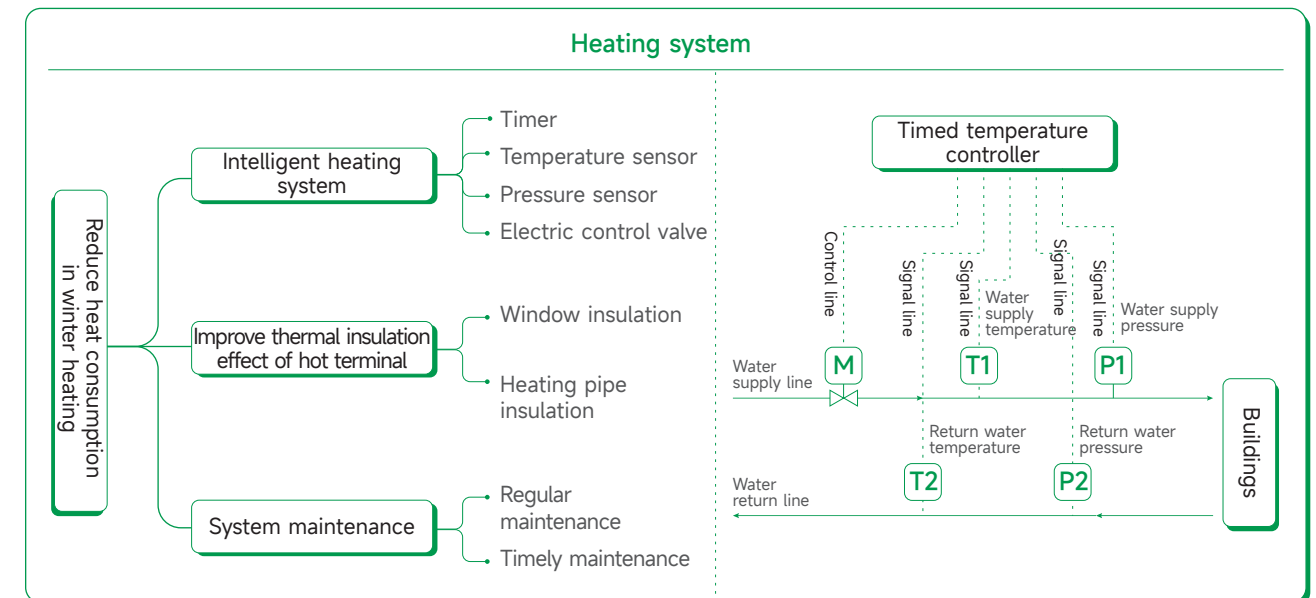 Heating system
Reduce heat consumption
in winter heating
Intelligent heating
system
Timer
Temperature sensor
Pressure sensor
Electric control valve
Improve thermal insulation
effect of hot terminal
Window insulation
Heating pipe
insulation
System maintenance
Regular
maintenance
Timely maintenance
Timed temperature
controller
Control line
Signal line
Signal line
Signal line
Signal line
Water
supply
temperature
Water supply
pressure
Water
supply line
M
T1
P1
Return water
temperature
Return water
pressure
T2
P2
Water
return line
Buildings